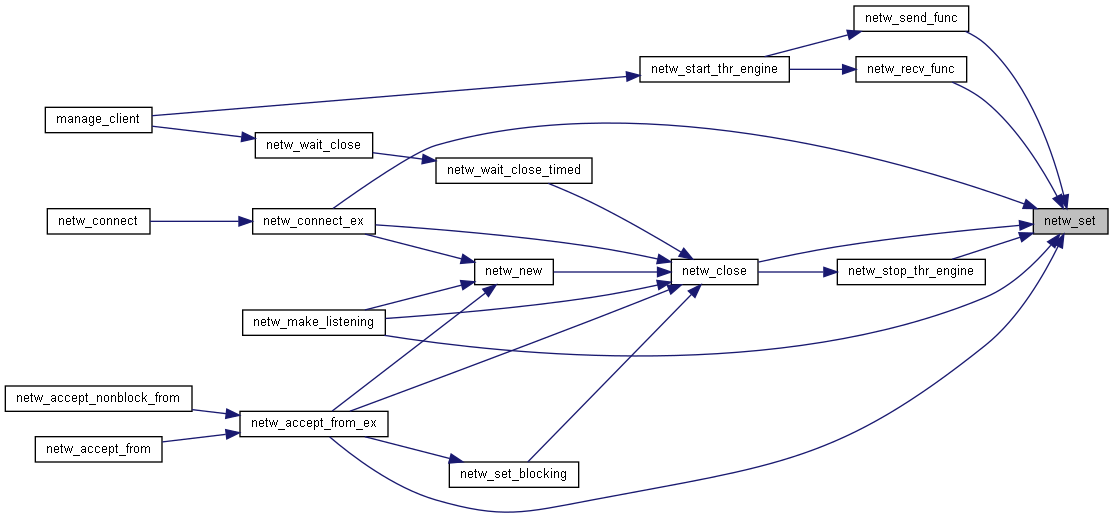 netw_send_func
netw_start_thr_engine
netw_recv_func
manage_client
netw_wait_close
netw_wait_close_timed
netw_connect
netw_connect_ex
netw_set
netw_new
netw_close
netw_stop_thr_engine
netw_make_listening
netw_accept_nonblock_from
netw_accept_from_ex
netw_accept_from
netw_set_blocking